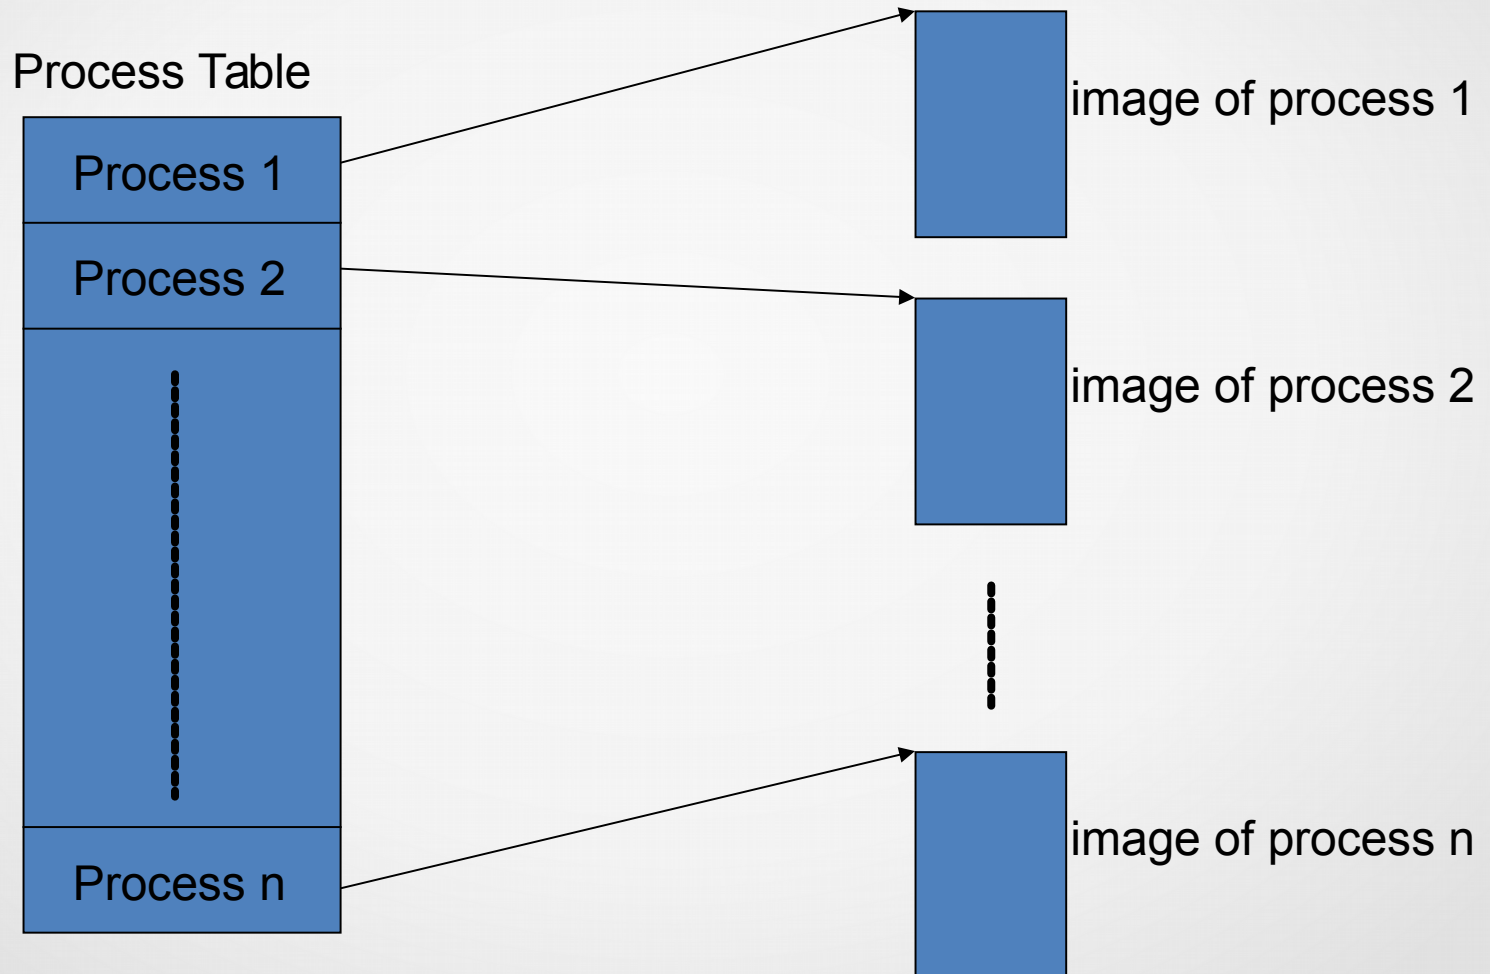 Process Table
Process 1
Process 2
Process n
image of process 1
image of process 2
image of process n